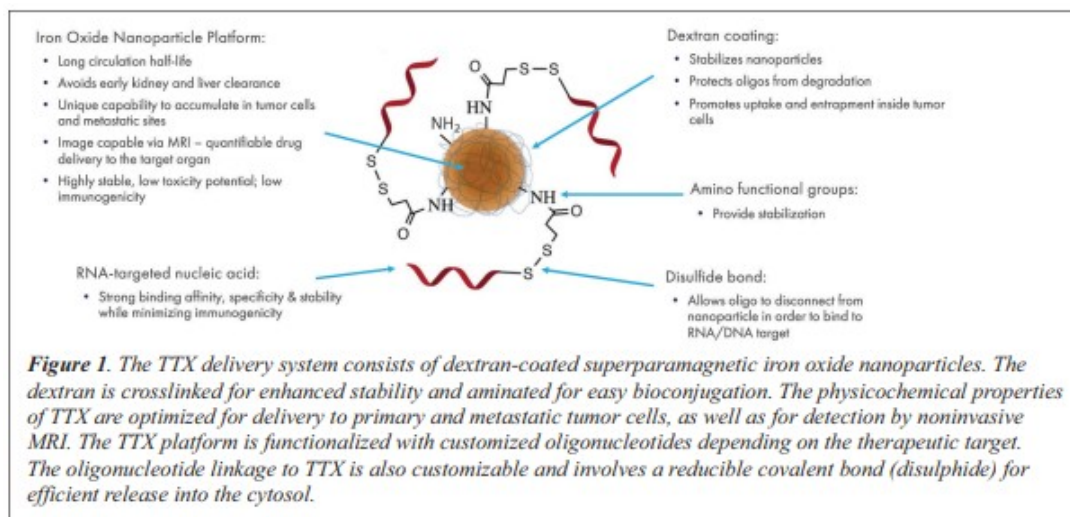 Iron Oxide Nanoparticle Platform:
• Long circulation half-life
• Avoids early kidney and liver clearance
• Unique capability to accumulate in tumor cells
and metastatic sites
• Image capable via MRI – quantifiable drug
delivery to the target organ
• Highly stable, low toxicity potential; low
immunogenicity
RNA-targeted nucleic acid:
• Strong binding affinity, specificity & stability
while minimizing immunogenicity
O
S
S
HN
NH₂
S
S
NH
O
NH
O
S
S
Dextran coating:
• Stabilizes nanoparticles
• Protects oligos from degradation
• Promotes uptake and entrapment inside tumor
cells
Amino functional groups:
• Provide stabilization
Disulfide bond:
• Allows oligo to disconnect from
nanoparticle in order to bind to
RNA/DNA target
Figure 1. The TTX delivery system consists of dextran-coated superparamagnetic iron oxide nanoparticles. The
dextran is crosslinked for enhanced stability and aminated for easy bioconjugation. The physicochemical properties
of TTX are optimized for delivery to primary and metastatic tumor cells, as well as for detection by noninvasive
MRI. The TTX platform is functionalized with customized oligonucleotides depending on the therapeutic target.
The oligonucleotide linkage to TTX is also customizable and involves a reducible covalent bond (disulphide) for
efficient release into the cytosol.